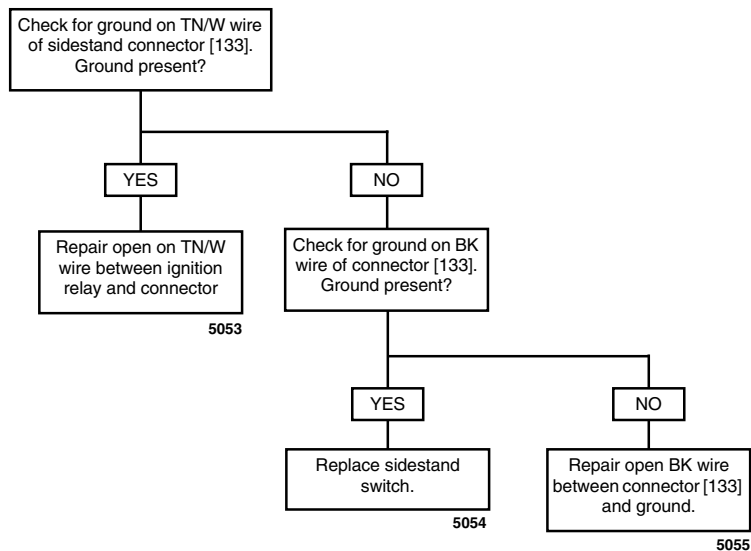 Check for ground on TN/W wire
of sidestand connector [133].
Ground present?
YES
NO
Repair open on TN/W
wire between ignition
relay and connector
5053
Check for ground on BK
wire of connector [133].
Ground present?
YES
NO
Replace sidestand
switch.
5054
Repair open BK wire
between connector [133]
and ground.
5055